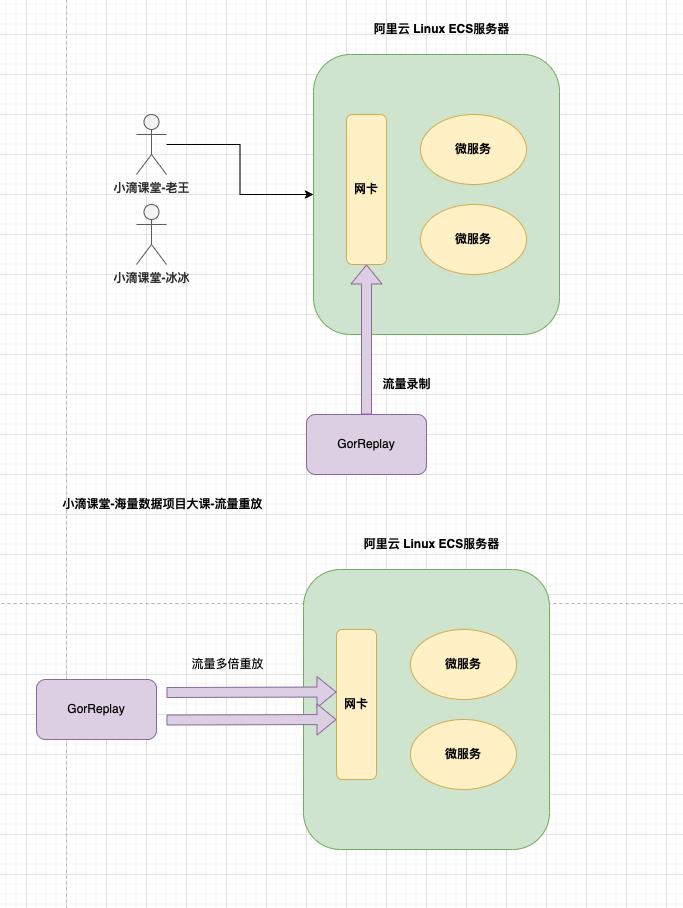 阿里云 Linux ECS服务器
微服务
小滴课堂-老王
网卡
微服务
小滴课堂-冰冰
流量录制
GorReplay
小滴课堂-海量数据项目大课-流量重放
阿里云 Linux ECS服务器
流量多倍重放
微服务
GorReplay
网卡
微服务